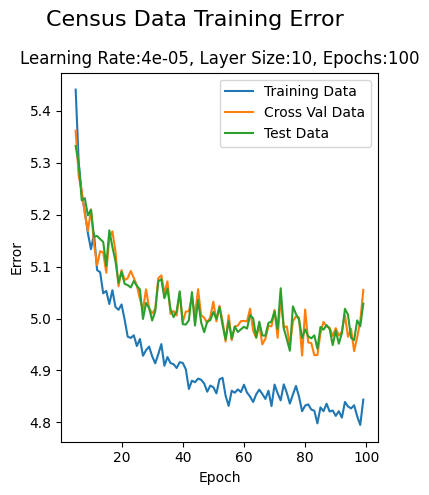 Census Data Training Error
Learning Rate:4e-05, Layer Size:10, Epochs:100
Training Data
Cross Val Data
Test Data
5.4
5.3
5.2
5.1
5.0
4.9
4.8
Error
20
40
60
80
100
Epoch